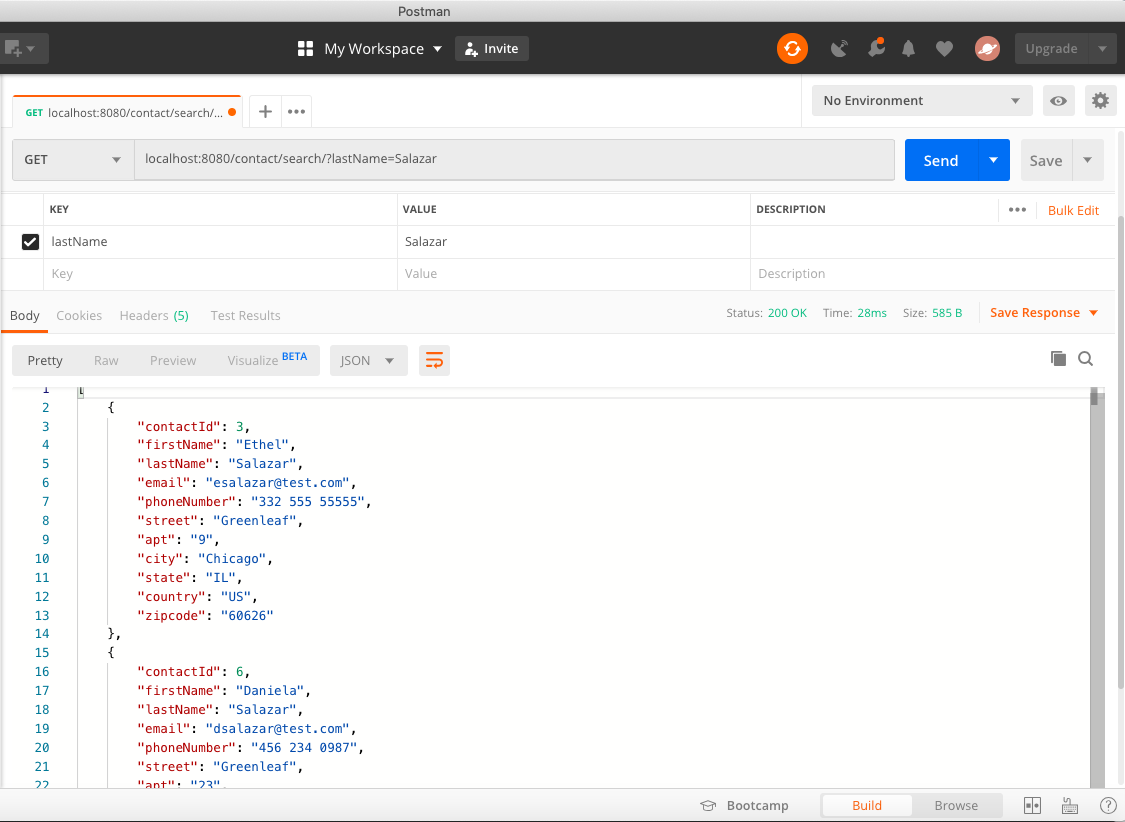 Postman
My Workspace
Invite
Upgrade
GET localhost:8080/contact/search/...
No Environment
GET localhost:8080/contact/search/?lastName=Salazar Send Save
KEY VALUE DESCRIPTION Bulk Edit
lastName Salazar
Key Value Description
Body Cookies Headers (5) Test Results Status: 200 OK Time: 28ms Size: 585 B Save Response
Pretty Raw Preview Visualize BETA JSON
1 [
2 {
3 "contactId": 3,
4 "firstName": "Ethel",
5 "lastName": "Salazar",
6 "email": "esalazar@test.com",
7 "phoneNumber": "332 555 55555",
8 "street": "Greenleaf",
9 "apt": "9",
10 "city": "Chicago",
11 "state": "IL",
12 "country": "US",
13 "zipcode": "60626"
14 },
15 {
16 "contactId": 6,
17 "firstName": "Daniela",
18 "lastName": "Salazar",
19 "email": "dsalazar@test.com",
20 "phoneNumber": "456 234 0987",
21 "street": "Greenleaf",
22 "apt": "23",
Bootcamp Build Browse